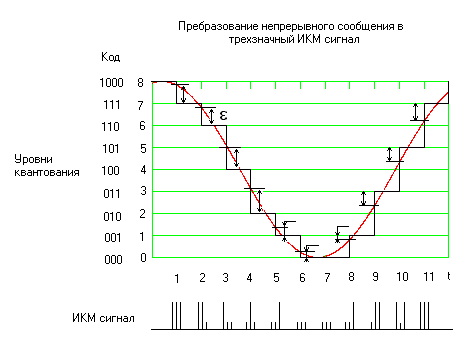 Пребразование непрерывного сообщения в
трехзначный ИКМ сигнал
Код
1000 8
111 7
ε
110 6
101 5
Уровни
квантования
100 4
011 3
010 2
001 1
000 0
1 2 3 4 5 6 7 8 9 10 11 t
ИКМ сигнал